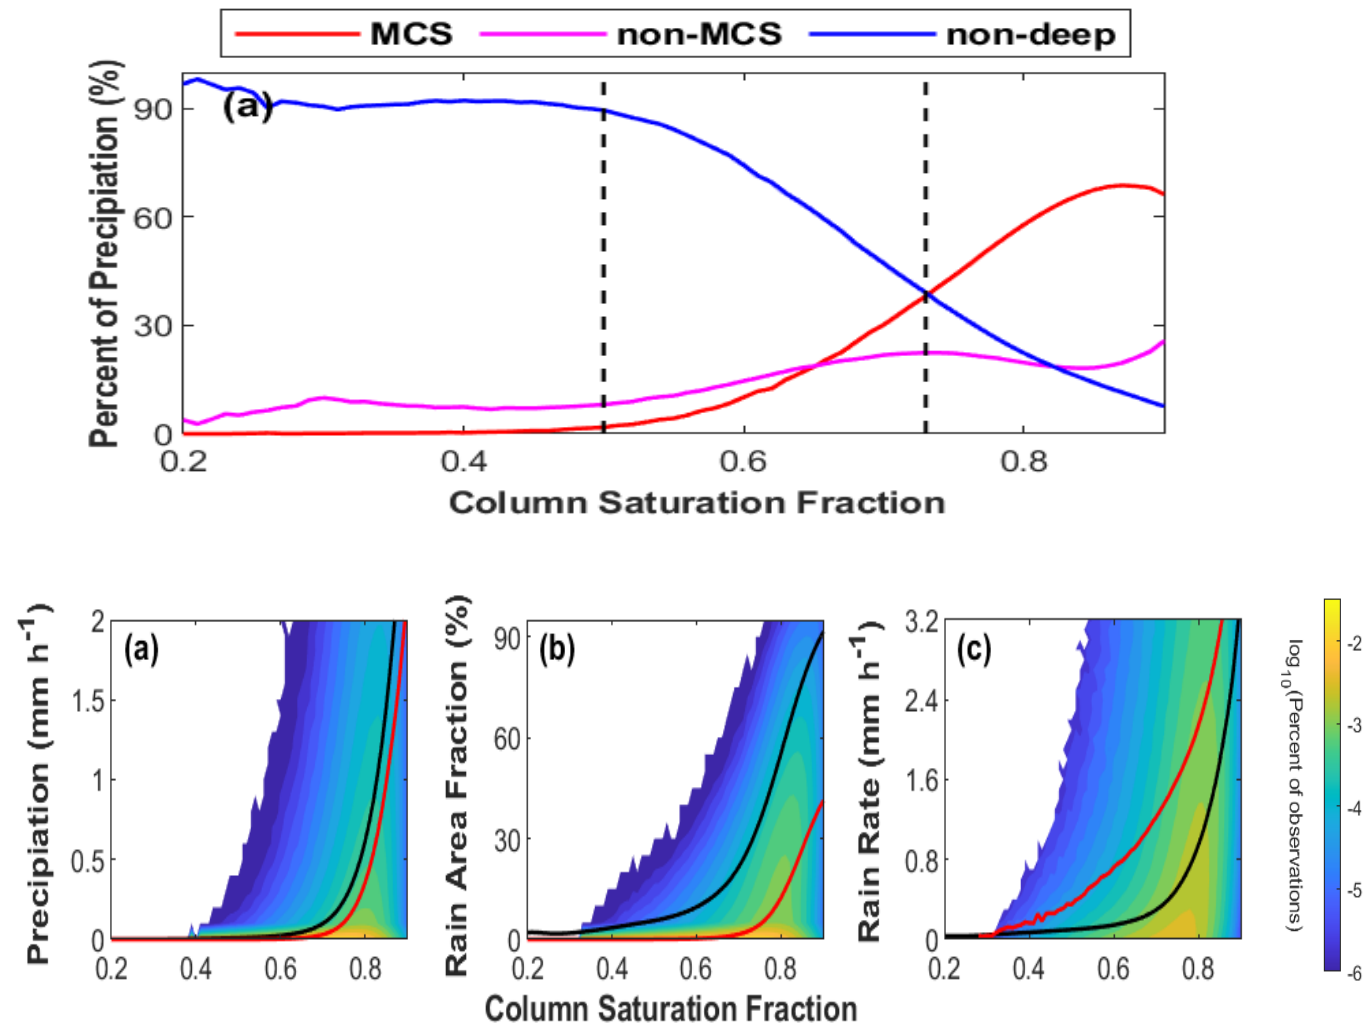 MCS non-MCS non-deep
(a)
Percent of Precipiation (%)
90
60
30
0
0.2 0.4 0.6 0.8
Column Saturation Fraction
(a)
Precipiation (mm h-1)
2
1.5
1
0.5
0
0.2 0.4 0.6 0.8
(b)
Rain Area Fraction (%)
90
60
30
0
0.2 0.4 0.6 0.8
(c)
Rain Rate (mm h-1)
3.2
2.4
1.6
0.8
0
0.2 0.4 0.6 0.8
Column Saturation Fraction
-2
-3
-4
-5
-6
log10(Percent of observations)